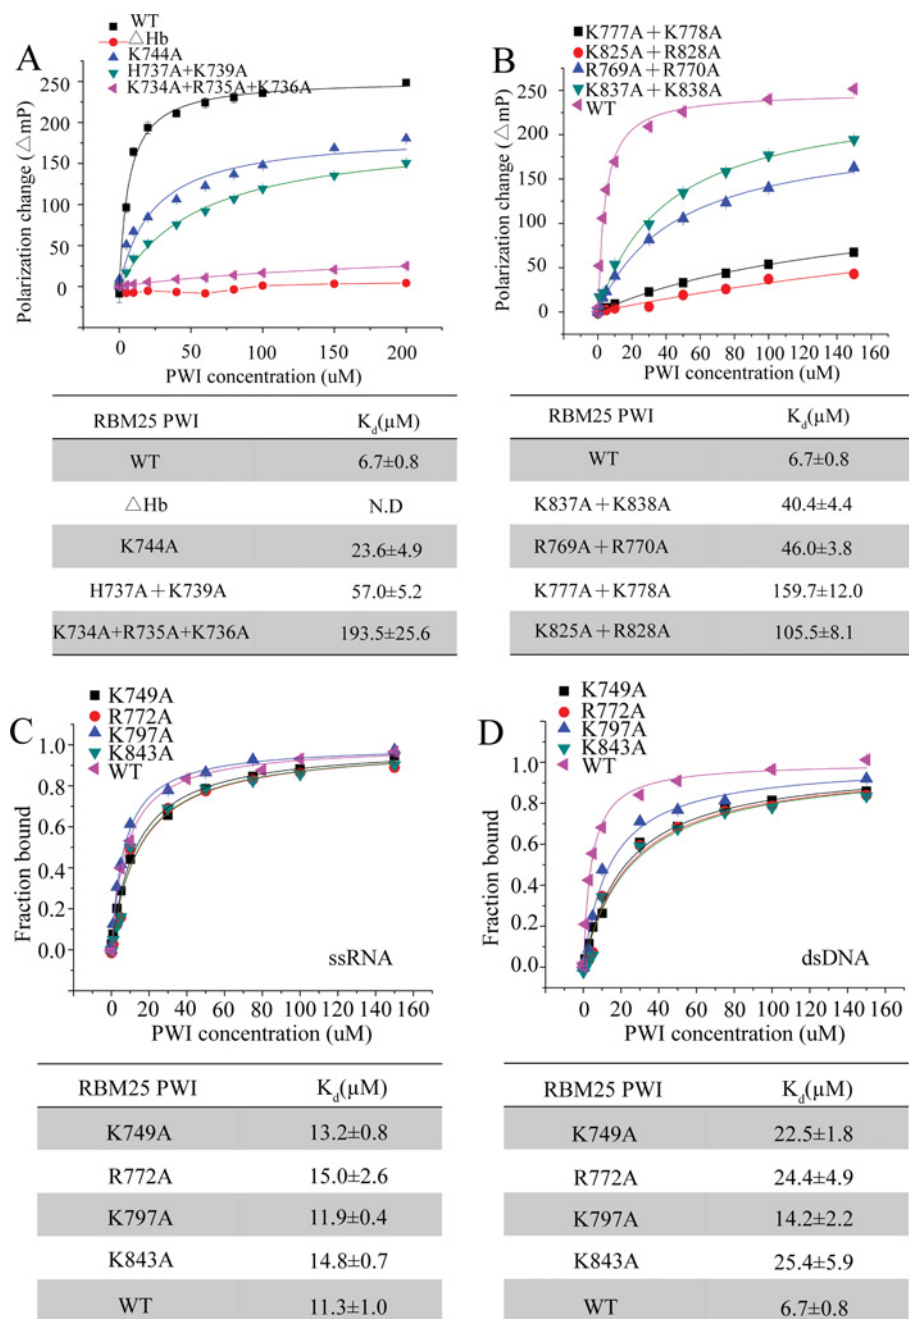 A
WT
△Hb
K744A
H737A+K739A
K734A+R735A+K736A
Polarization change (△mP)
250
200
150
100
50
0
0 50 100 150 200
PWI concentration (uM)
B
K777A+K778A
K825A+R828A
R769A+R770A
K837A+K838A
WT
Polarization change (△mP)
250
200
150
100
50
0
0 20 40 60 80 100 120 140 160
PWI concentration (uM)
RBM25 PWI Kd(µM)
WT 6.7±0.8
△Hb N.D
K744A 23.6±4.9
H737A+K739A 57.0±5.2
K734A+R735A+K736A 193.5±25.6
RBM25 PWI Kd(µM)
WT 6.7±0.8
K837A+K838A 40.4±4.4
R769A+R770A 46.0±3.8
K777A+K778A 159.7±12.0
K825A+R828A 105.5±8.1
C
K749A
R772A
K797A
K843A
WT
Fraction bound
1.0
0.8
0.6
0.4
0.2
0.0
ssRNA
0 20 40 60 80 100 120 140 160
PWI concentration (uM)
D
K749A
R772A
K797A
K843A
WT
Fraction bound
1.0
0.8
0.6
0.4
0.2
0.0
dsDNA
0 20 40 60 80 100 120 140 160
PWI concentration (uM)
RBM25 PWI Kd(µM)
K749A 13.2±0.8
R772A 15.0±2.6
K797A 11.9±0.4
K843A 14.8±0.7
WT 11.3±1.0
RBM25 PWI Kd(µM)
K749A 22.5±1.8
R772A 24.4±4.9
K797A 14.2±2.2
K843A 25.4±5.9
WT 6.7±0.8